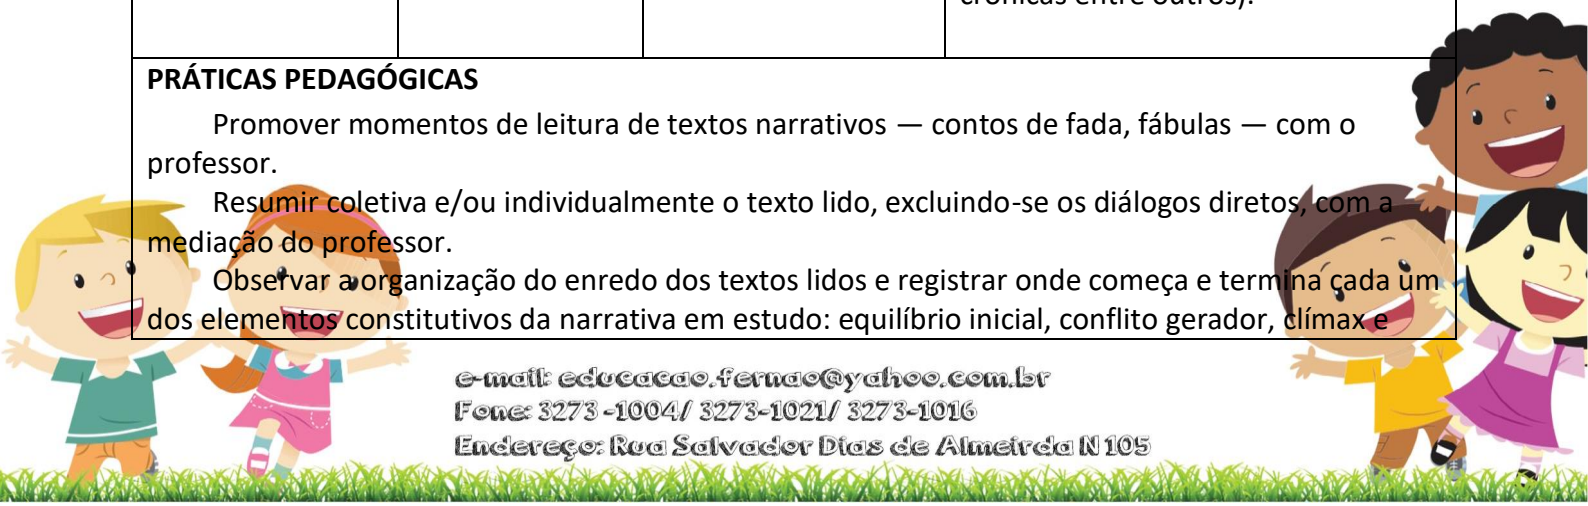 crônicas entre outros).
PRÁTICAS PEDAGÓGICAS
Promover momentos de leitura de textos narrativos — contos de fada, fábulas — com o
professor.
Resumir coletiva e/ou individualmente o texto lido, excluindo-se os diálogos diretos, com a
mediação do professor.
Observar a organização do enredo dos textos lidos e registrar onde começa e termina cada um
dos elementos constitutivos da narrativa em estudo: equilíbrio inicial, conflito gerador, clímax e
e-mail: educacao.fernao@yahoo.com.br
Fone: 3273-1004/ 3273-1021/ 3273-1016
Endereço: Rua Salvador Dias de Almeirda N 105